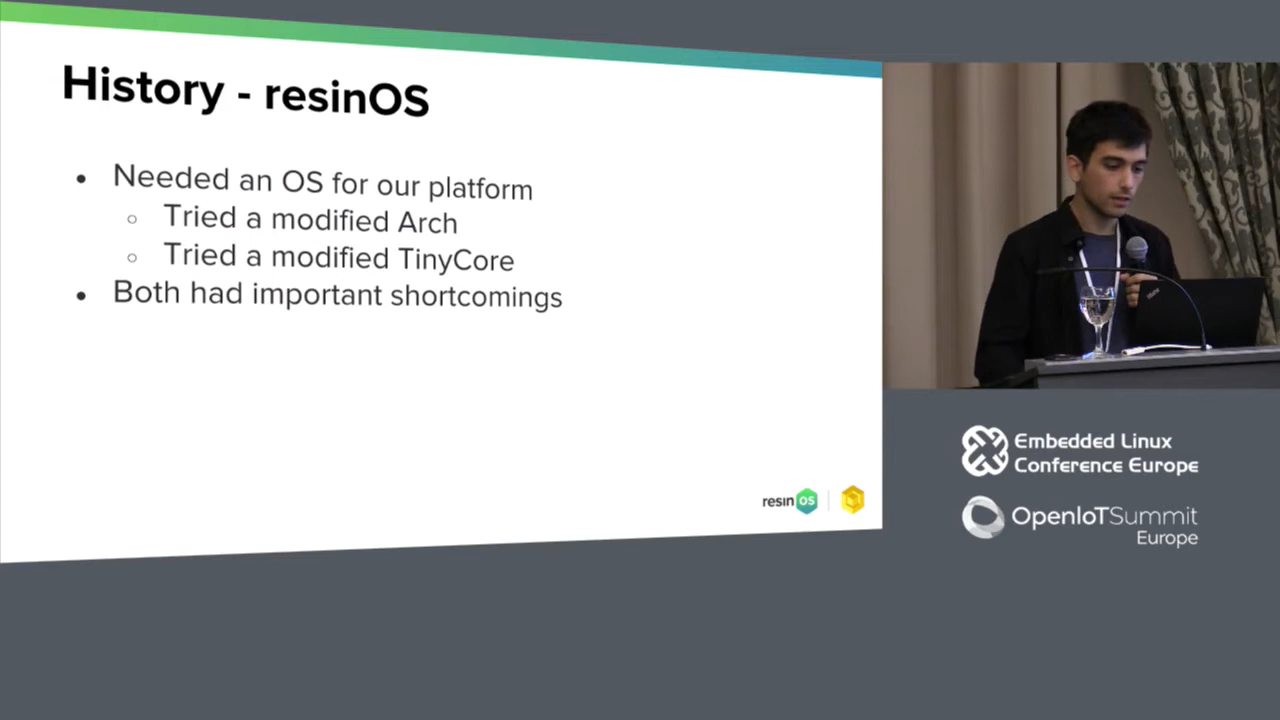 History - resinOS
• Needed an OS for our platform
○ Tried a modified Arch
○ Tried a modified TinyCore
• Both had important shortcomings
resin OS
Embedded Linux
Conference Europe
OpenIoTSummit
Europe